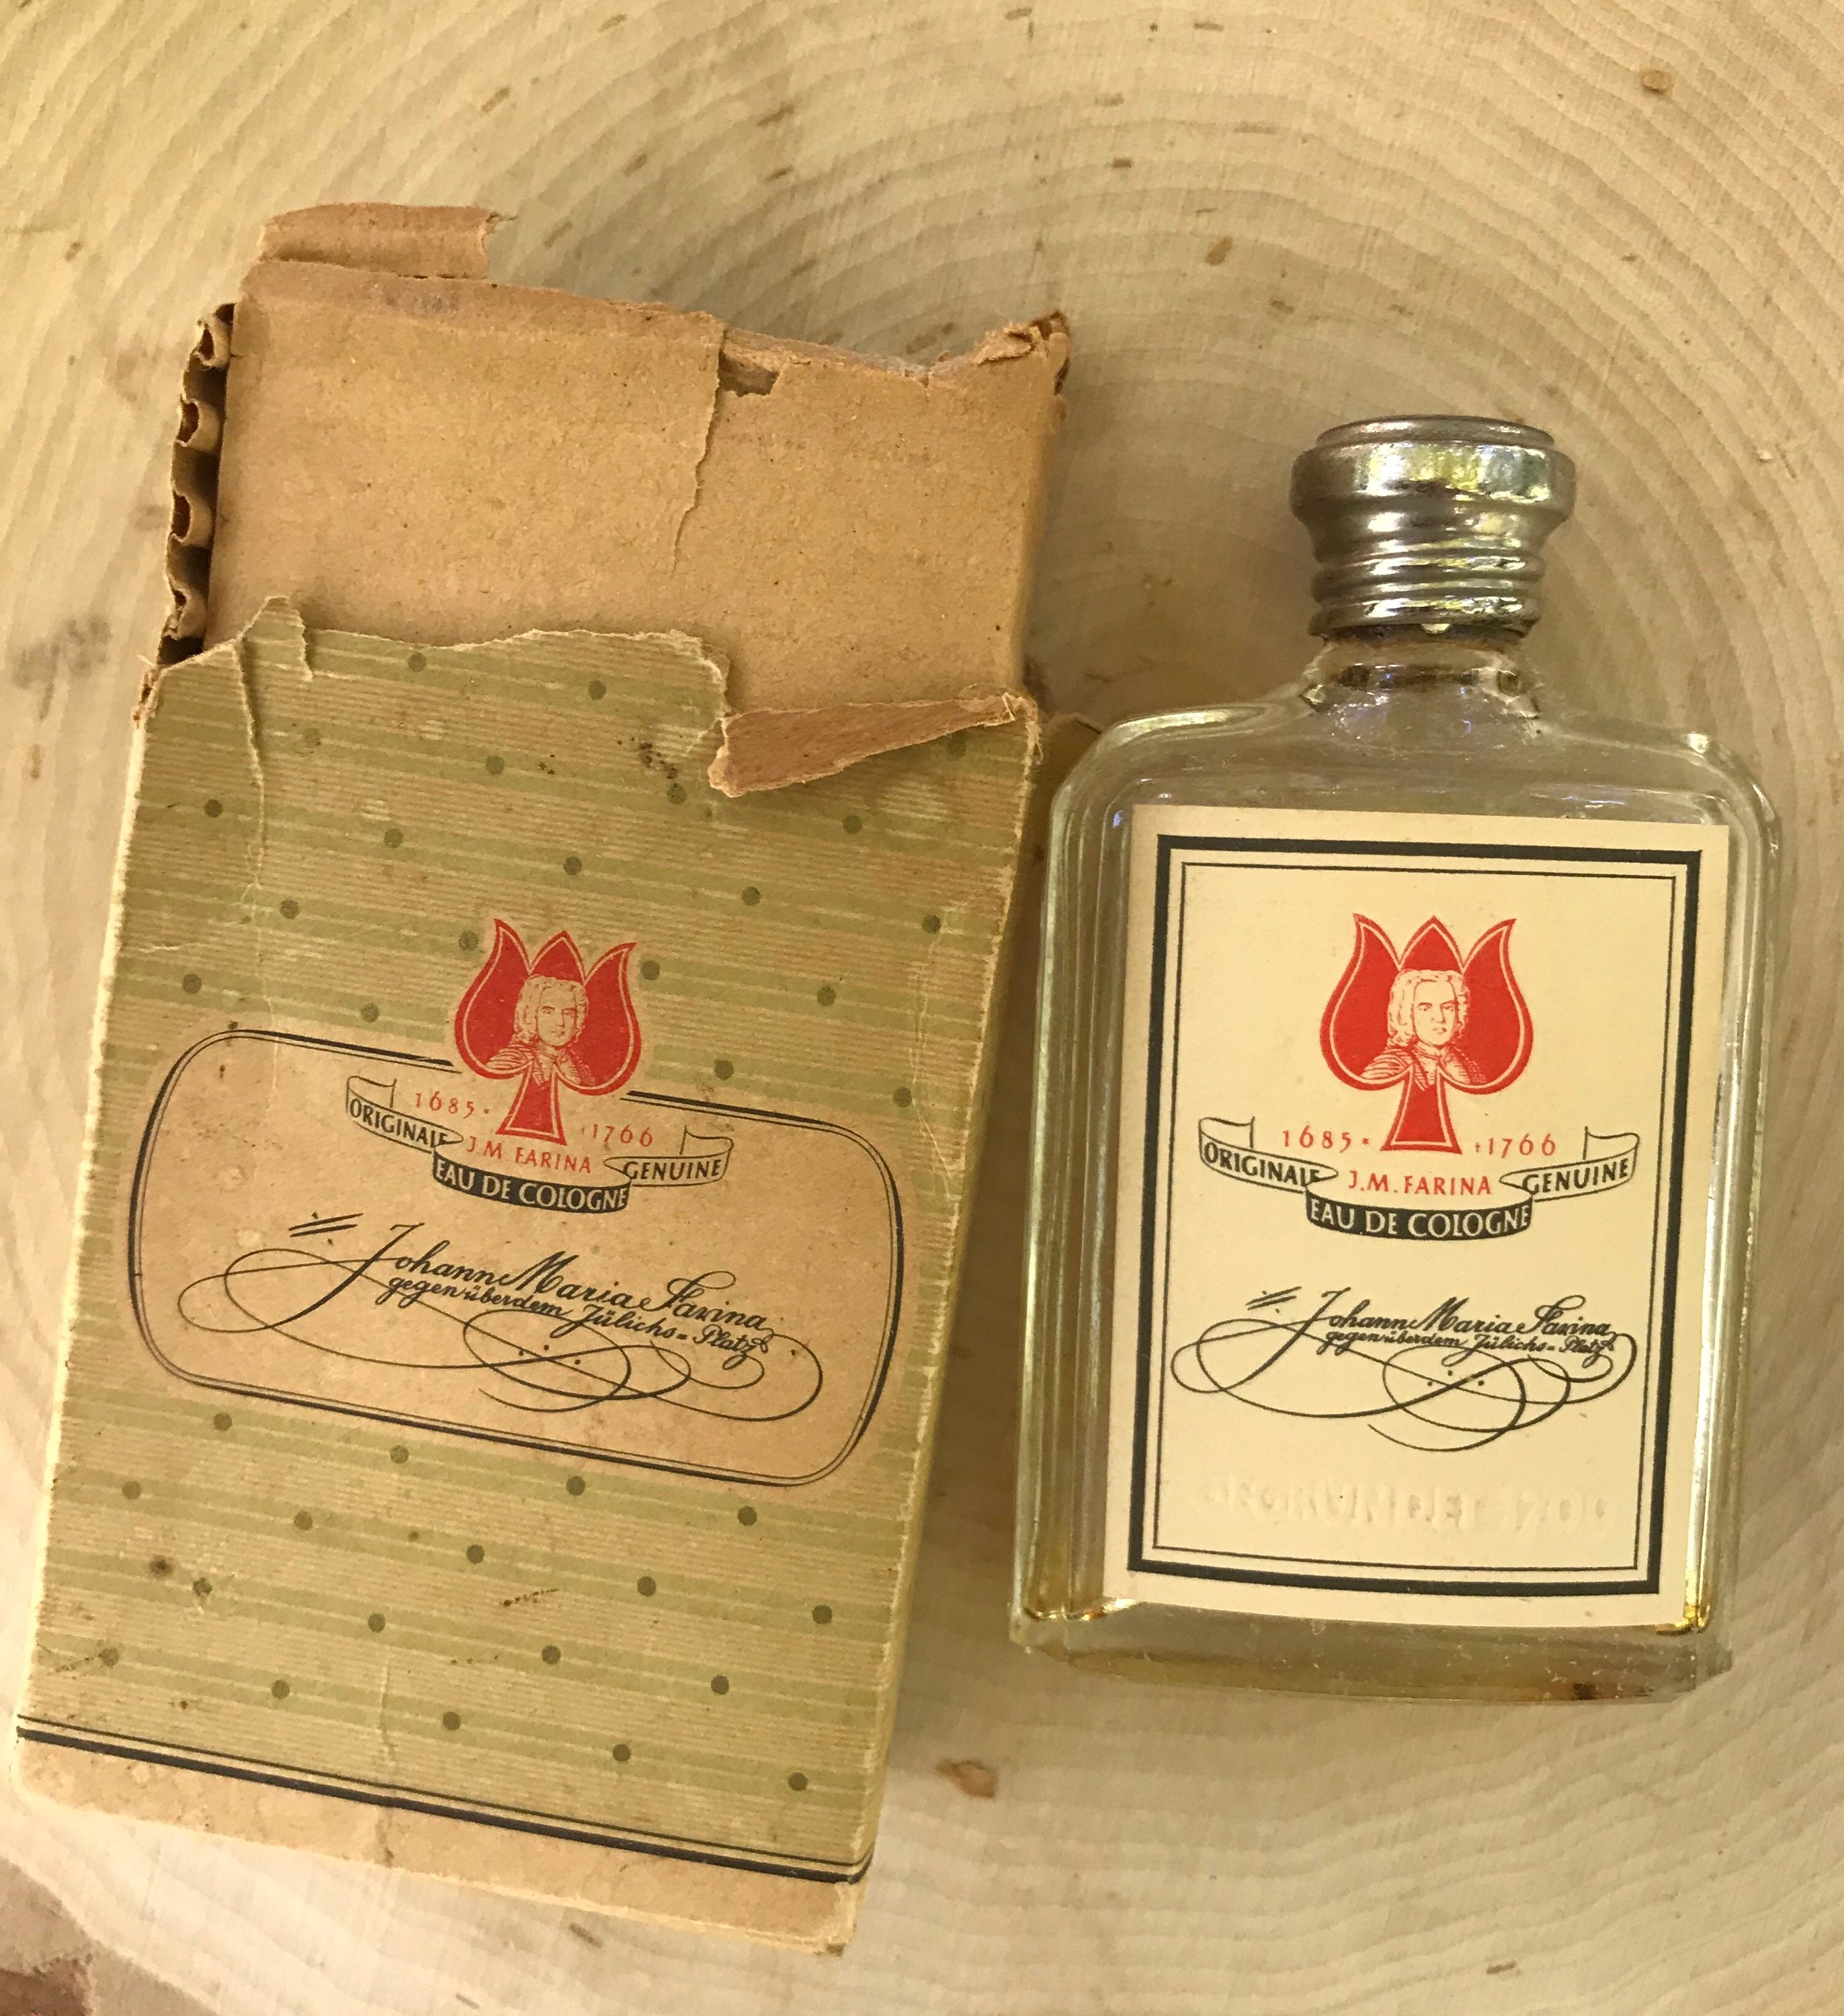 1685* †1766
ORIGINALE J.M. FARINA GENUINE
EAU DE COLOGNE
Johann Maria Farina
gegenüber dem Jülichs=Platz
1685* †1766
ORIGINALE J.M. FARINA GENUINE
EAU DE COLOGNE
Johann Maria Farina
gegenüber dem Jülichs=Platz